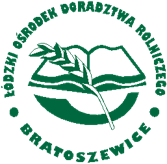 ŁÓDZKI OŚRODEK DORADZTWA ROLNICZEGO
BRATOSZEWICE